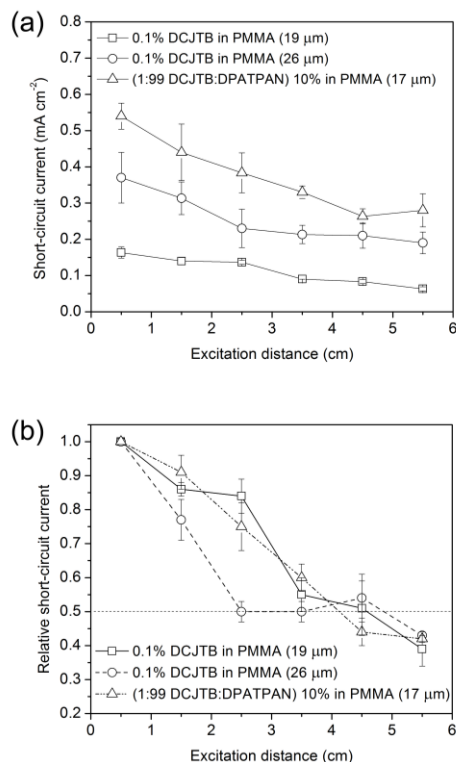 (a)
0.8
0.7
0.6
0.5
0.4
0.3
0.2
0.1
0.0
Short-circuit current (mA cm⁻²)
0.1% DCJTB in PMMA (19 μm)
0.1% DCJTB in PMMA (26 μm)
(1:99 DCJTB:DPATPAN) 10% in PMMA (17 μm)
0 1 2 3 4 5 6
Excitation distance (cm)
(b)
1.0
0.9
0.8
0.7
0.6
0.5
0.4
0.3
0.2
Relative short-circuit current
0.1% DCJTB in PMMA (19 μm)
0.1% DCJTB in PMMA (26 μm)
(1:99 DCJTB:DPATPAN) 10% in PMMA (17 μm)
0 1 2 3 4 5 6
Excitation distance (cm)